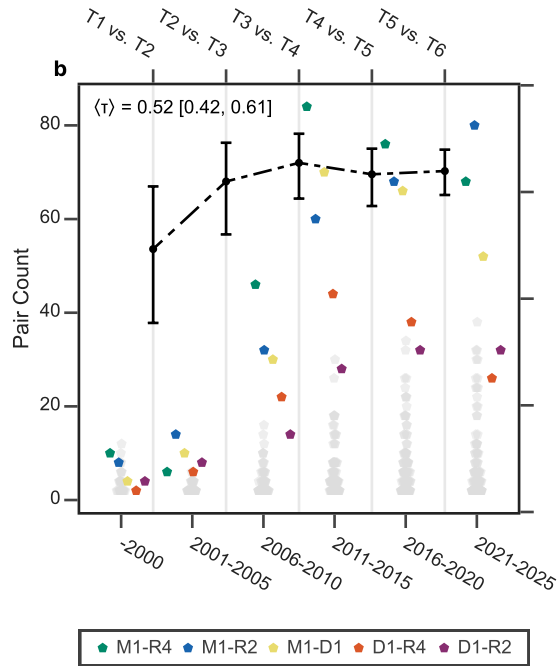 T1 vs. T2
T2 vs. T3
T3 vs. T4
T4 vs. T5
T5 vs. T6
b
⟨τ⟩ = 0.52 [0.42, 0.61]
80
60
40
20
0
Pair Count
-2000
2001-2005
2006-2010
2011-2015
2016-2020
2021-2025
M1-R4 M1-R2 M1-D1 D1-R4 D1-R2